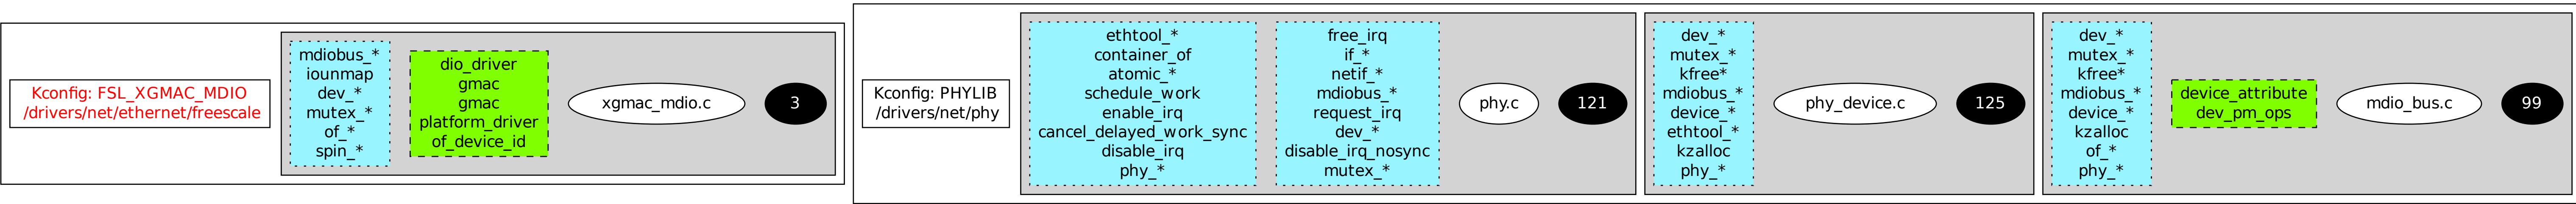 Kconfig: FSL_XGMAC_MDIO
/drivers/net/ethernet/freescale
mdiobus_*
iounmap
dev_*
mutex_*
of_*
spin_*
dio_driver
gmac
gmac
platform_driver
of_device_id
xgmac_mdio.c
3
Kconfig: PHYLIB
/drivers/net/phy
ethtool_*
container_of
atomic_*
schedule_work
enable_irq
cancel_delayed_work_sync
disable_irq
phy_*
free_irq
if_*
netif_*
mdiobus_*
request_irq
dev_*
disable_irq_nosync
mutex_*
phy.c
121
dev_*
mutex_*
kfree*
mdiobus_*
device_*
ethtool_*
kzalloc
phy_*
phy_device.c
125
dev_*
mutex_*
kfree*
mdiobus_*
device_*
kzalloc
of_*
phy_*
device_attribute
dev_pm_ops
mdio_bus.c
99